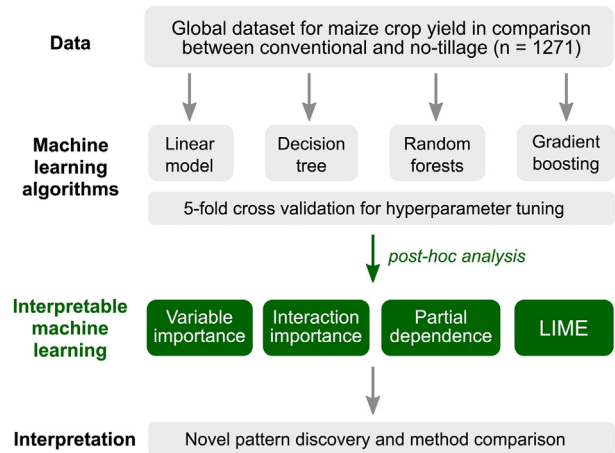 Data
Global dataset for maize crop yield in comparison
between conventional and no-tillage (n = 1271)
Machine
learning
algorithms
Linear
model
Decision
tree
Random
forests
Gradient
boosting
5-fold cross validation for hyperparameter tuning
post-hoc analysis
Interpretable
machine
learning
Variable
importance
Interaction
importance
Partial
dependence
LIME
Interpretation
Novel pattern discovery and method comparison